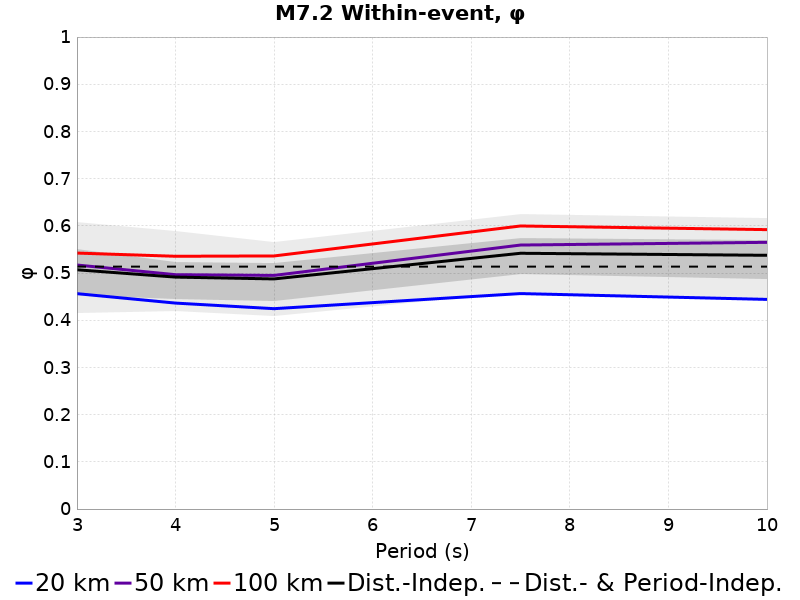 M7.2 Within-event, φ
1
0.9
0.8
0.7
0.6
0.5
0.4
0.3
0.2
0.1
0
φ
3 4 5 6 7 8 9 10
Period (s)
20 km 50 km 100 km Dist.-Indep. Dist.- & Period-Indep.